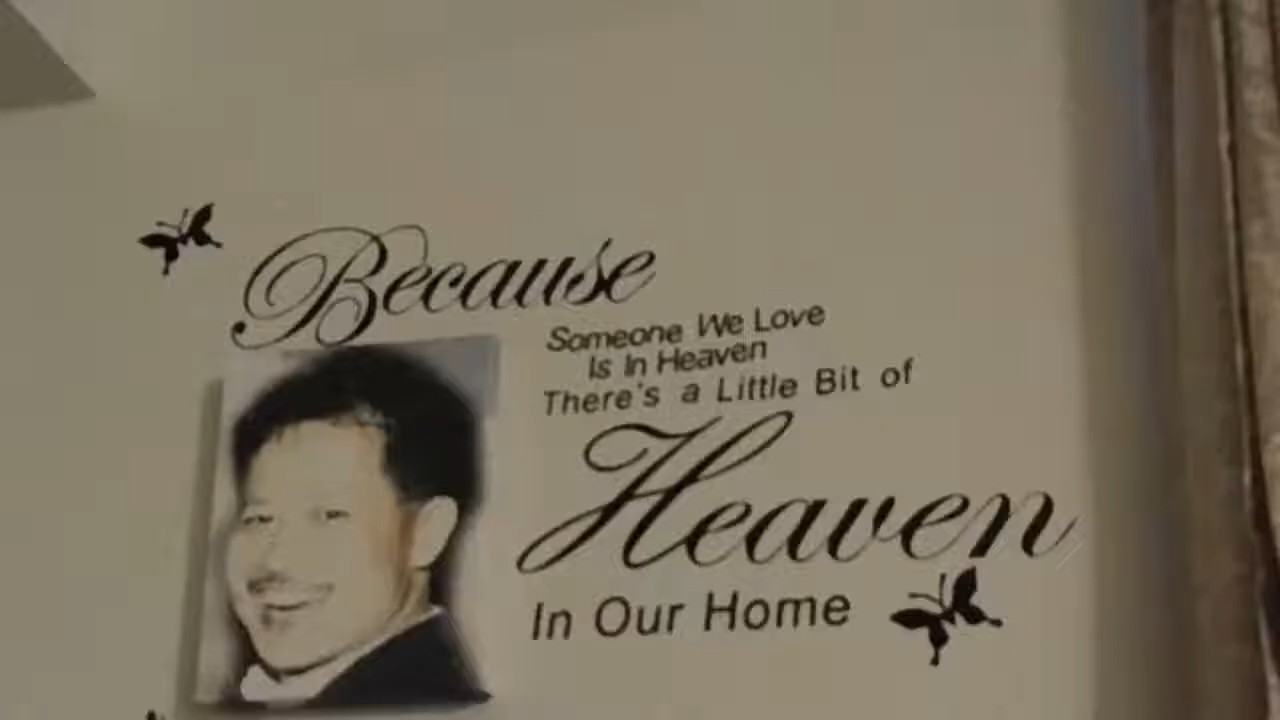 Because
Someone We Love
Is In Heaven
There's a Little Bit of
Heaven
In Our Home